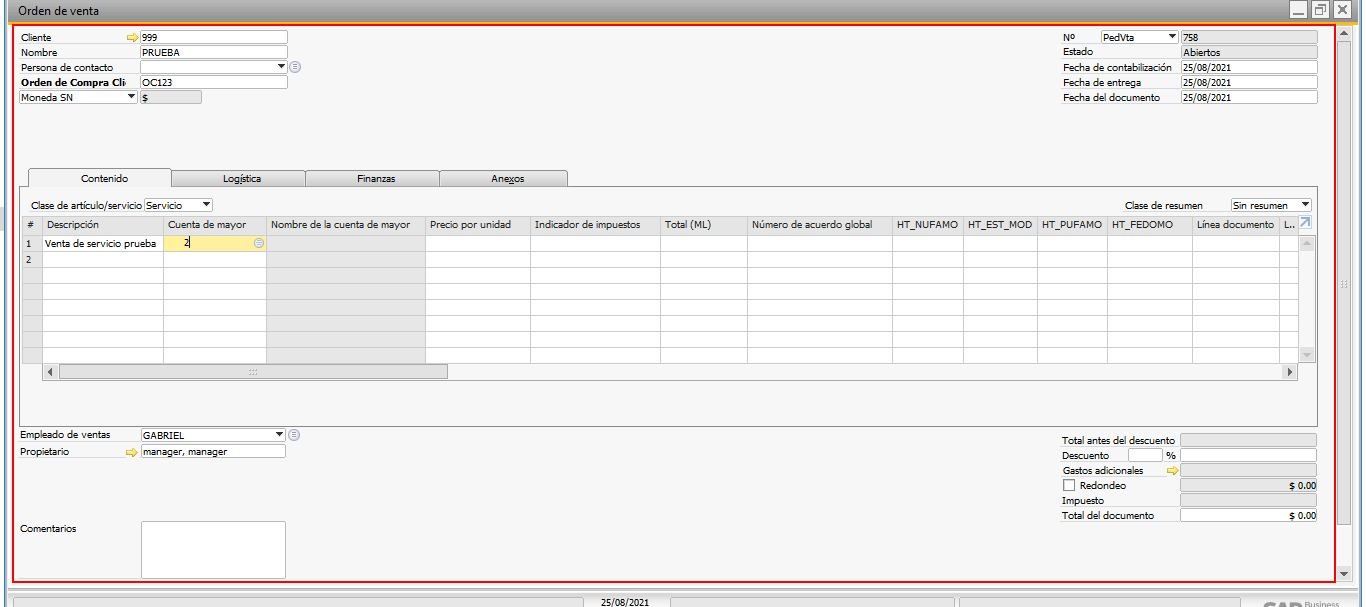 Orden de venta
Cliente 999
Nombre PRUEBA
Persona de contacto
Orden de Compra Cli OC123
Moneda SN $
Nº PedVta 758
Estado Abiertos
Fecha de contabilización 25/08/2021
Fecha de entrega 25/08/2021
Fecha del documento 25/08/2021
Contenido Logística Finanzas Anexos
Clase de artículo/servicio Servicio
Clase de resumen Sin resumen
# Descripción Cuenta de mayor Nombre de la cuenta de mayor Precio por unidad Indicador de impuestos Total (ML) Número de acuerdo global HT_NUFAMO HT_EST_MOD HT_PUFAMO HT_FEDOMO Línea documento L..
1 Venta de servicio prueba 2
2
Empleado de ventas GABRIEL
Propietario manager, manager
Total antes del descuento
Descuento %
Gastos adicionales
Redondeo $ 0.00
Impuesto
Total del documento $ 0.00
Comentarios
25/08/2021
Business